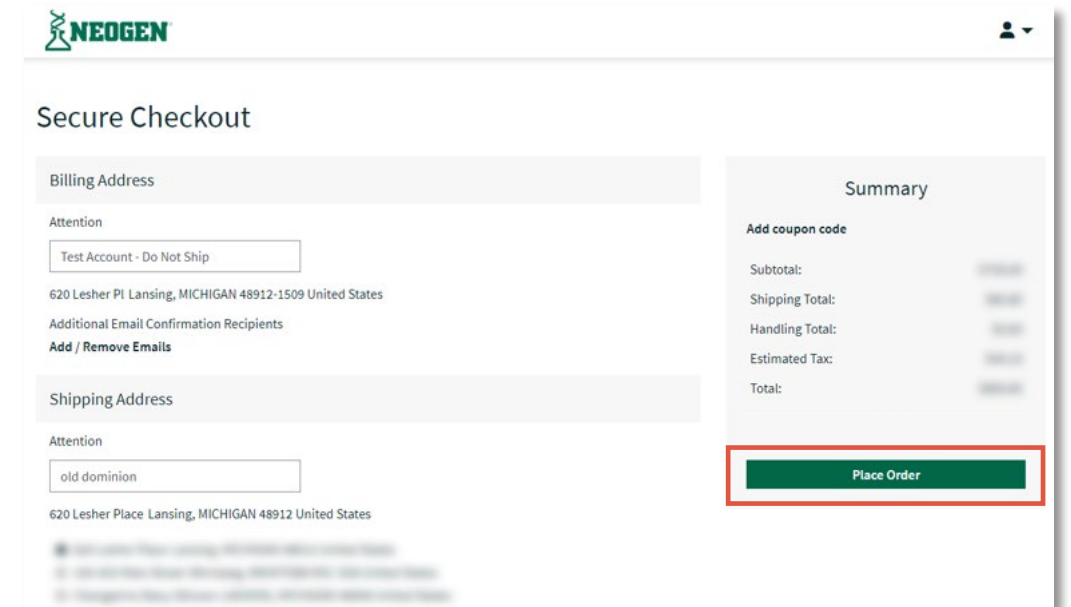 NEOGEN
Secure Checkout
Billing Address
Attention
Test Account - Do Not Ship
620 Lesher Pl Lansing, MICHIGAN 48912-1509 United States
Additional Email Confirmation Recipients
Add / Remove Emails
Shipping Address
Attention
old dominion
620 Lesher Place Lansing, MICHIGAN 48912 United States
Summary
Add coupon code
Subtotal:
Shipping Total:
Handling Total:
Estimated Tax:
Total:
Place Order